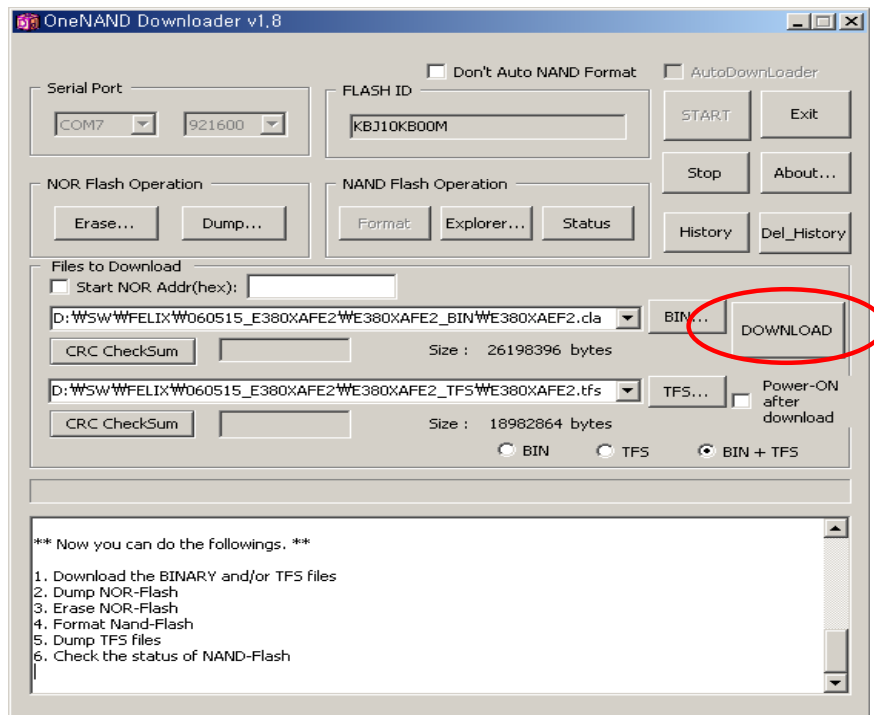 OneNAND Downloader v1.8
Don't Auto NAND Format
AutoDownLoader
Serial Port
FLASH ID
COM7
921600
KBJ10KB00M
START
Exit
Stop
About...
NOR Flash Operation
NAND Flash Operation
Erase...
Dump...
Format
Explorer...
Status
History
Del_History
Files to Download
Start NOR Addr(hex):
D:₩SW₩FELIX₩060515_E380XAFE2₩E380XAFE2_BIN₩E380XAEF2.cla
BIN...
DOWNLOAD
CRC CheckSum
Size : 26198396 bytes
D:₩SW₩FELIX₩060515_E380XAFE2₩E380XAFE2_TFS₩E380XAFE2.tfs
TFS...
Power-ON
after
download
CRC CheckSum
Size : 18982864 bytes
BIN
TFS
BIN + TFS
** Now you can do the followings. **
1. Download the BINARY and/or TFS files
2. Dump NOR-Flash
3. Erase NOR-Flash
4. Format Nand-Flash
5. Dump TFS files
6. Check the status of NAND-Flash